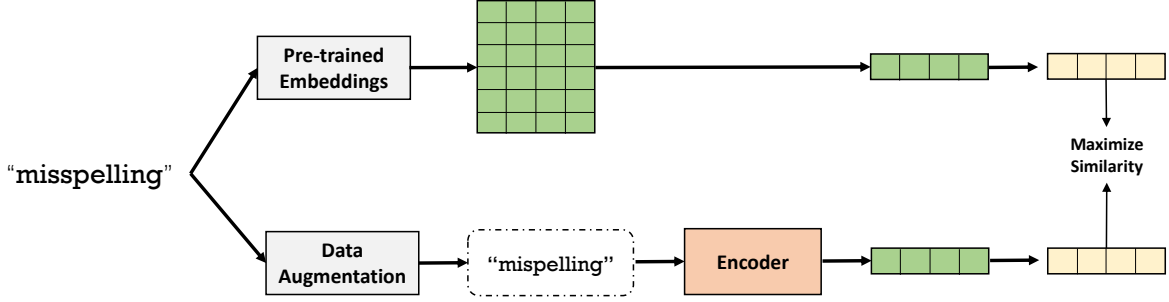 Pre-trained
Embeddings
“misspelling”
Maximize
Similarity
Data
Augmentation
“mispelling”
Encoder